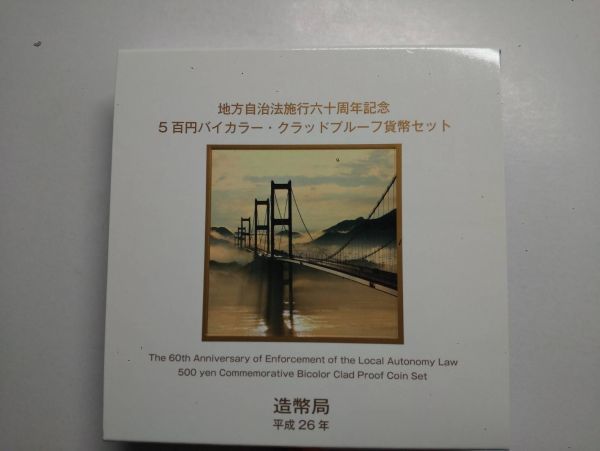 地方自治法施行六十周年記念
5百円バイカラー・クラッドプルーフ貨幣セット
The 60th Anniversary of Enforcement of the Local Autonomy Law
500 yen Commemorative Bicolor Clad Proof Coin Set
造幣局
平成26年